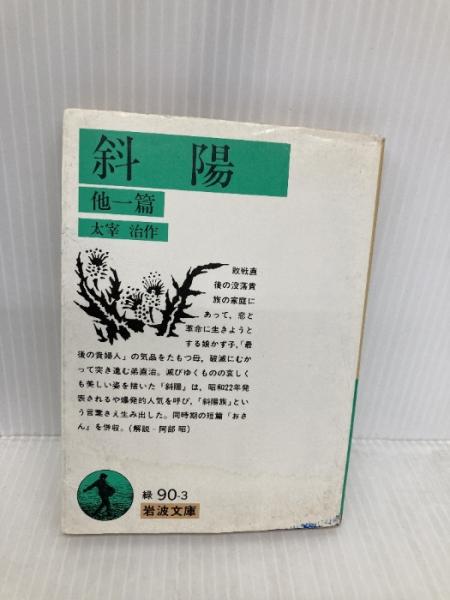 斜陽
他一篇
太宰 治作
敗戦直
後の没落貴
族の家庭に
あって，恋と
革命に生きようと
する娘かず子，「最
後の貴婦人」の気品をたもつ母，破滅にむか
って突き進む弟直治．滅びゆくものの哀しく
も美しい姿を描いた『斜陽』は，昭和22年発
表されるや爆発的人気を呼び，「斜陽族」とい
う言葉さえ生み出した．同時期の短篇「おさ
ん」を併収．(解説‐阿部 昭)
緑 90-3
岩波文庫